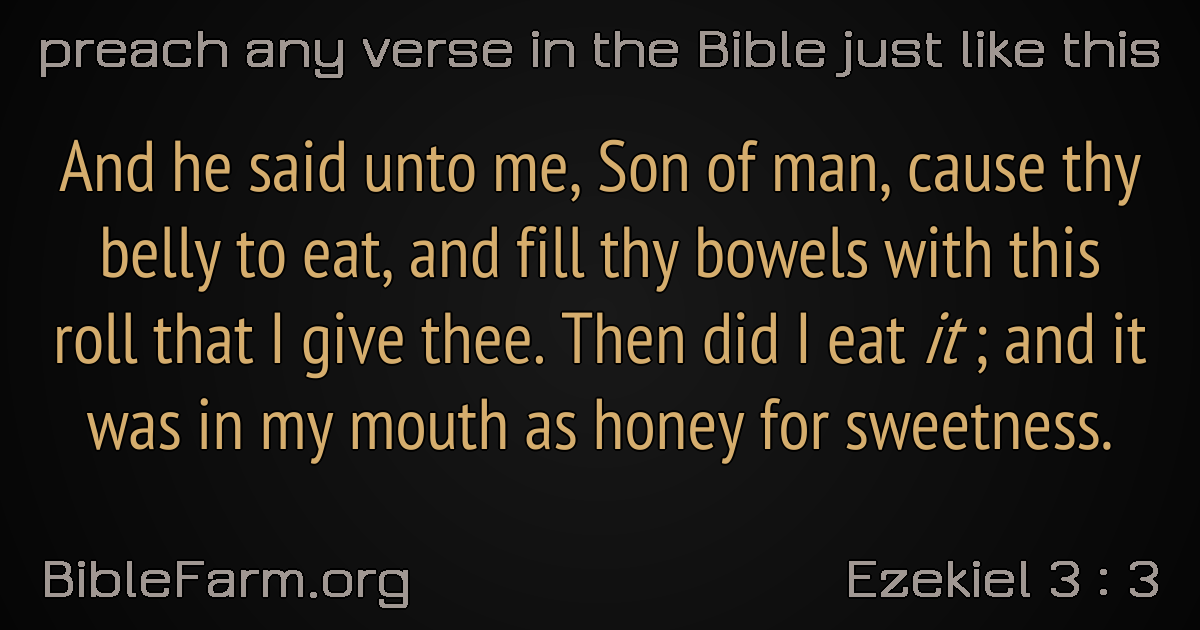 preach any verse in the Bible just like this
And he said unto me, Son of man, cause thy
belly to eat, and fill thy bowels with this
roll that I give thee. Then did I eat it ; and it
was in my mouth as honey for sweetness.
BibleFarm.org
Ezekiel 3 : 3